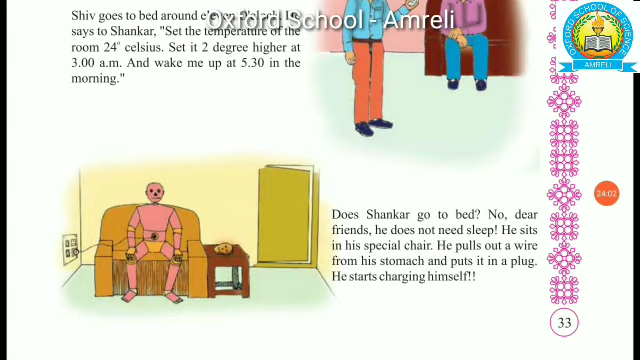 Shiv goes to bed around
says to Shankar, "Set the temperature of the
room 24° celsius. Set it 2 degree higher at
3.00 a.m. And wake me up at 5.30 in the
morning."
Oxford School - Amreli
OXFORD SCHOOL OF SCIENCE
AMRELI
24:02
Does Shankar go to bed? No, dear
friends, he does not need sleep! He sits
in his special chair. He pulls out a wire
from his stomach and puts it in a plug.
He starts charging himself!!
33